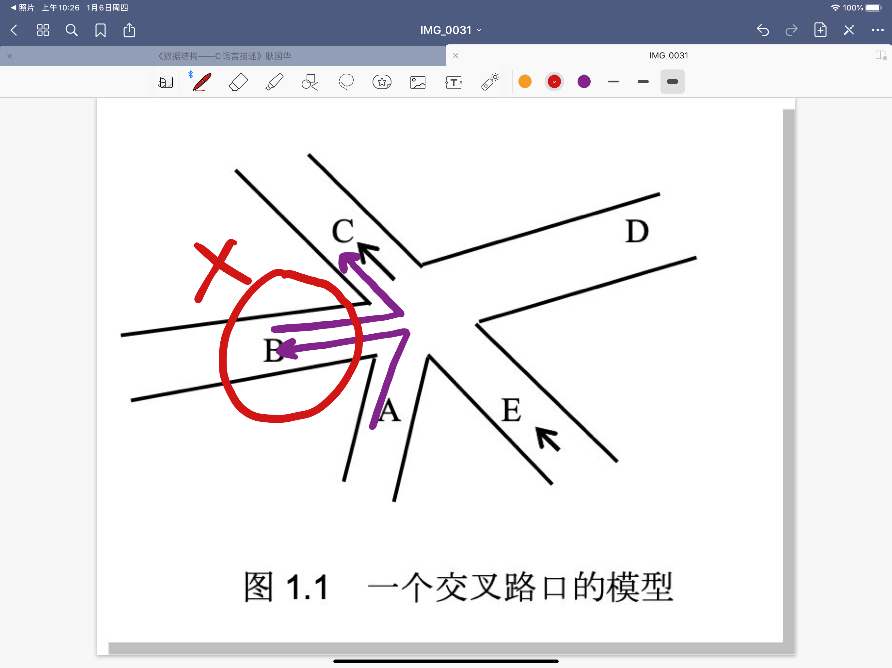 照片 上午10:26 1月6日周四
100%
IMG_0031
《数据结构——C语言描述》耿国华
IMG_0031
T
C
D
B
A
E
图 1.1 一个交叉路口的模型